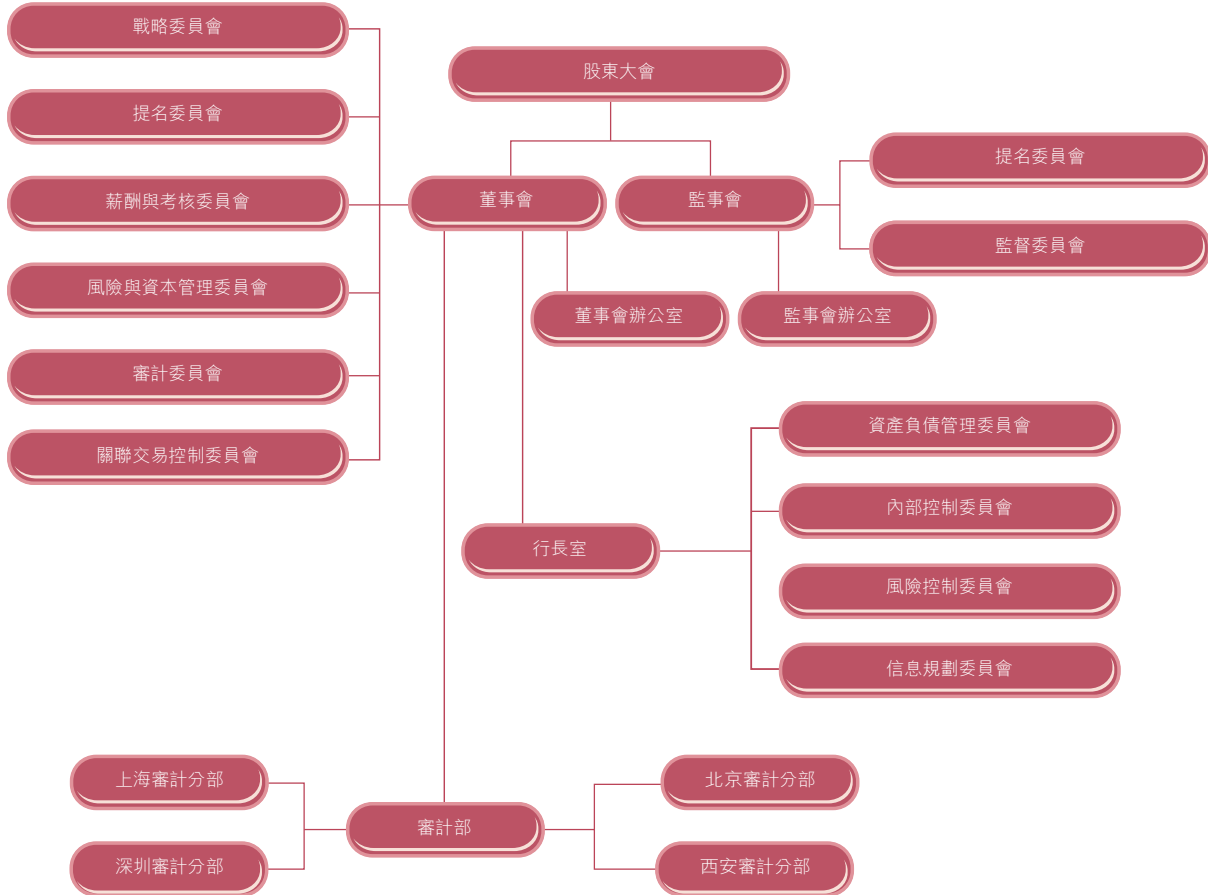 戰略委員會
提名委員會
薪酬與考核委員會
風險與資本管理委員會
審計委員會
關聯交易控制委員會
股東大會
董事會
監事會
提名委員會
監督委員會
董事會辦公室
監事會辦公室
行長室
資產負債管理委員會
內部控制委員會
風險控制委員會
信息規劃委員會
上海審計分部
深圳審計分部
審計部
北京審計分部
西安審計分部